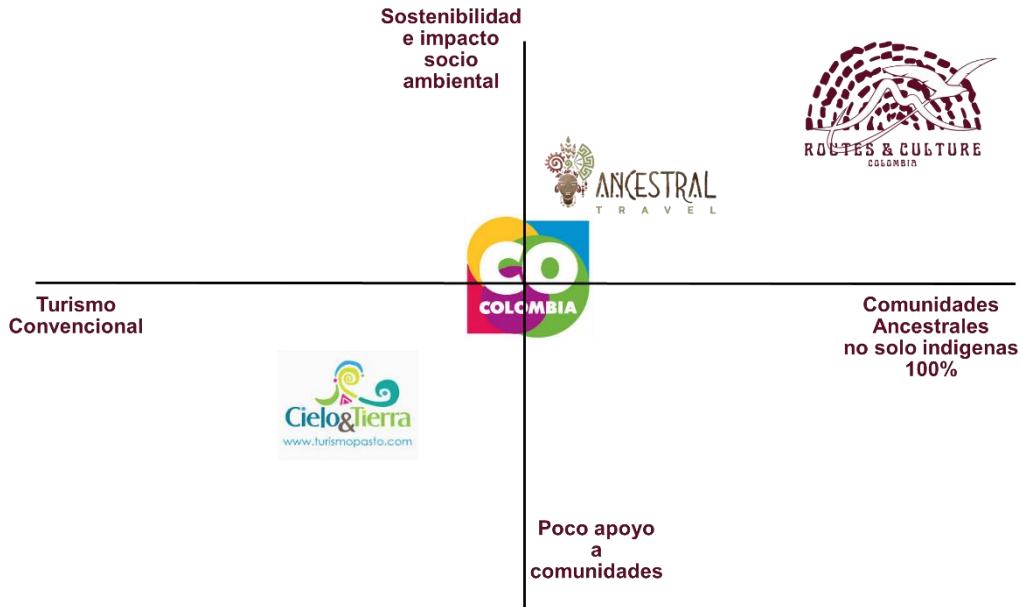 Sostenibilidad
e impacto
socio
ambiental
ROUTES & CULTURE
COLOMBIA
ANCESTRAL
TRAVEL
CO
COLOMBIA
Turismo
Convencional
Comunidades
Ancestrales
no solo indigenas
100%
Cielo&Tierra
www.turismopasto.com
Poco apoyo
a
comunidades